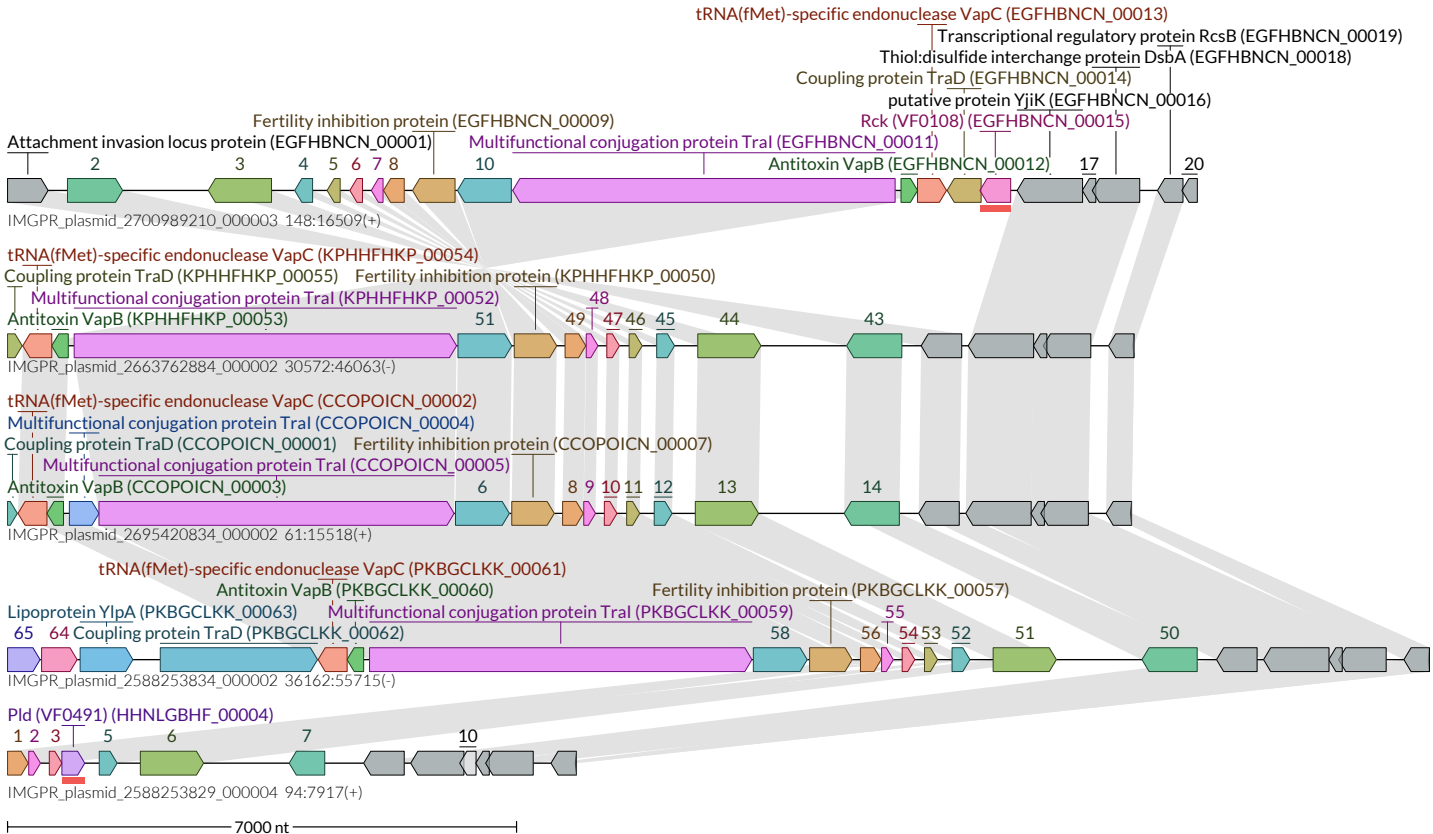 tRNA(fMet)-specific endonuclease VapC (EGFHBNCN_00013)
Transcriptional regulatory protein RcsB (EGFHBNCN_00019)
Thiol:disulfide interchange protein DsbA (EGFHBNCN_00018)
Coupling protein TraD (EGFHBNCN_00014)
putative protein YjiK (EGFHBNCN_00016)
Fertility inhibition protein (EGFHBNCN_00009) Rck (VF0108) (EGFHBNCN_00015)
Attachment invasion locus protein (EGFHBNCN_00001) Multifunctional conjugation protein TraI (EGFHBNCN_00011)
2 3 4 5 6 7 8 10 Antitoxin VapB (EGFHBNCN_00012) 17 20
IMGPR_plasmid_2700989210_000003 148:16509(+)
tRNA(fMet)-specific endonuclease VapC (KPHHFHKP_00054)
Coupling protein TraD (KPHHFHKP_00055) Fertility inhibition protein (KPHHFHKP_00050)
Multifunctional conjugation protein TraI (KPHHFHKP_00052) 48
Antitoxin VapB (KPHHFHKP_00053) 51 49 47 46 45 44 43
IMGPR_plasmid_2663762884_000002 30572:46063(-)
tRNA(fMet)-specific endonuclease VapC (CCOPOICN_00002)
Multifunctional conjugation protein TraI (CCOPOICN_00004)
Coupling protein TraD (CCOPOICN_00001) Fertility inhibition protein (CCOPOICN_00007)
Multifunctional conjugation protein TraI (CCOPOICN_00005)
Antitoxin VapB (CCOPOICN_00003) 6 8 9 10 11 12 13 14
IMGPR_plasmid_2695420834_000002 61:15518(+)
tRNA(fMet)-specific endonuclease VapC (PKBGCLKK_00061)
Antitoxin VapB (PKBGCLKK_00060) Fertility inhibition protein (PKBGCLKK_00057)
Lipoprotein YlpA (PKBGCLKK_00063) Multifunctional conjugation protein TraI (PKBGCLKK_00059) 55
65 64 Coupling protein TraD (PKBGCLKK_00062) 58 56 54 53 52 51 50
IMGPR_plasmid_2588253834_000002 36162:55715(-)
Pld (VF0491) (HHNLGBHF_00004)
1 2 3 5 6 7 10
IMGPR_plasmid_2588253829_000004 94:7917(+)
7000 nt